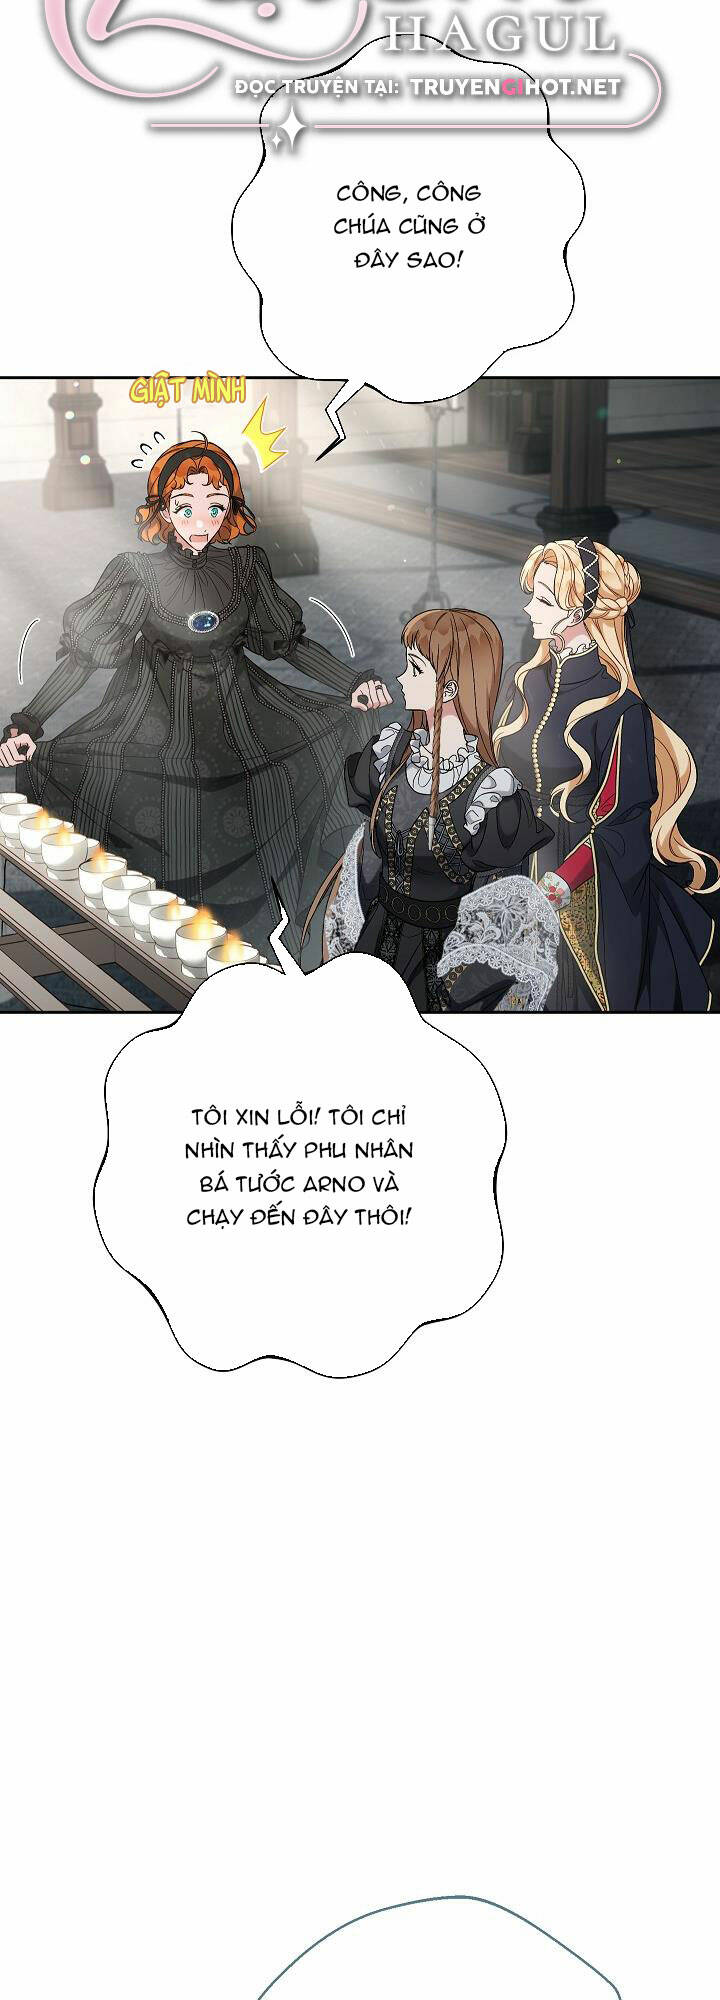 HAGUL
ĐỌC TRUYỆN TẠI: TRUYENGIHOT.NET
CÔNG, CÔNG
CHÚA CŨNG Ở
ĐÂY SAO!
GIẬT MÌNH
TÔI XIN LỖI! TÔI CHỈ
NHÌN THẤY PHU NHÂN
BÁ TƯỚC ARNO VÀ
CHẠY ĐẾN ĐÂY THÔI!